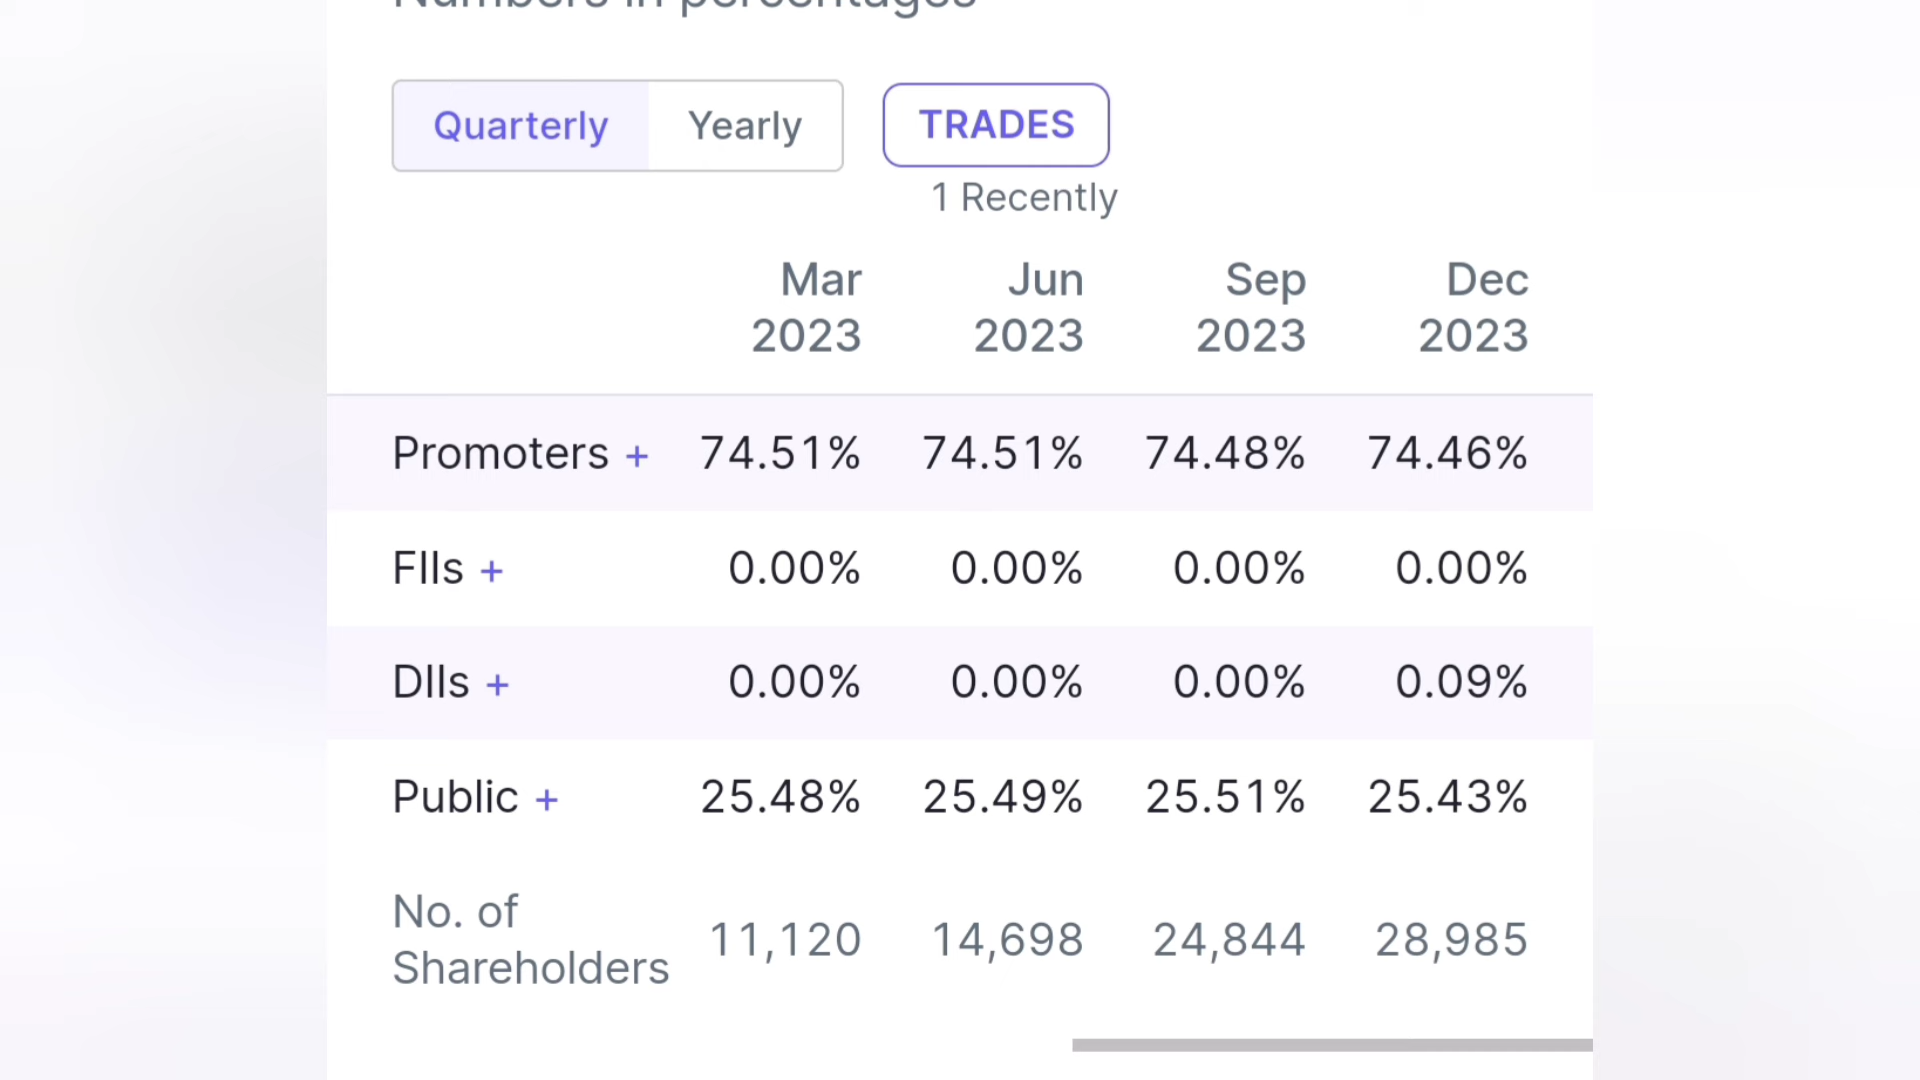 Numbers in percentages
Quarterly Yearly TRADES
1 Recently
Mar 2023 Jun 2023 Sep 2023 Dec 2023
Promoters + 74.51% 74.51% 74.48% 74.46%
FIIs + 0.00% 0.00% 0.00% 0.00%
DIIs + 0.00% 0.00% 0.00% 0.09%
Public + 25.48% 25.49% 25.51% 25.43%
No. of Shareholders 11,120 14,698 24,844 28,985